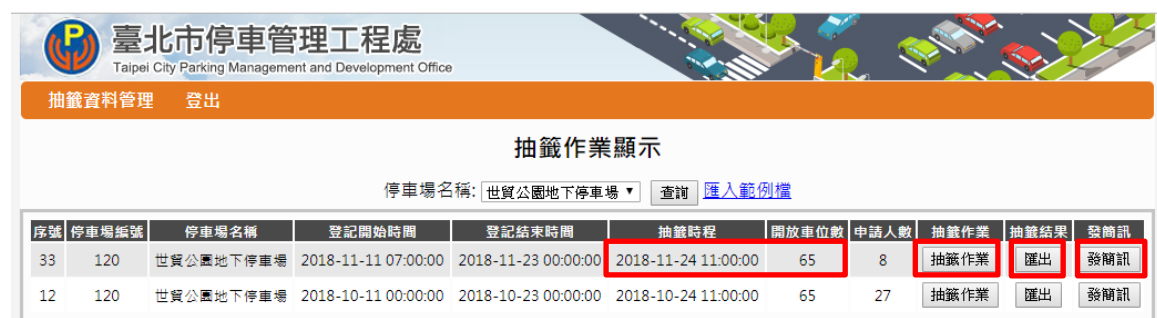 臺北市停車管理工程處
Taipei City Parking Management and Development Office
抽籤資料管理 登出
抽籤作業顯示
停車場名稱: 世貿公園地下停車場 ▼ 查詢 匯入範例檔
序號 停車場編號 停車場名稱 登記開始時間 登記結束時間 抽籤時程 開放車位數 申請人數 抽籤作業 抽籤結果 發簡訊
33 120 世貿公園地下停車場 2018-11-11 07:00:00 2018-11-23 00:00:00 2018-11-24 11:00:00 65 8 抽籤作業 匯出 發簡訊
12 120 世貿公園地下停車場 2018-10-11 00:00:00 2018-10-23 00:00:00 2018-10-24 11:00:00 65 27 抽籤作業 匯出 發簡訊